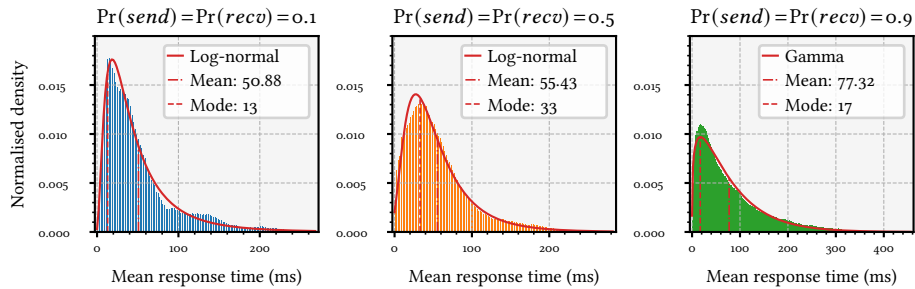 Pr(send)=Pr(recv)=0.1
Pr(send)=Pr(recv)=0.5
Pr(send)=Pr(recv)=0.9
Normalised density
0.015
0.010
0.005
0.000
Log-normal
Mean: 50.88
Mode: 13
0
100
200
Mean response time (ms)
0.015
0.010
0.005
0.000
Log-normal
Mean: 55.43
Mode: 33
0
100
200
Mean response time (ms)
0.015
0.010
0.005
0.000
Gamma
Mean: 77.32
Mode: 17
0
100
200
300
400
Mean response time (ms)